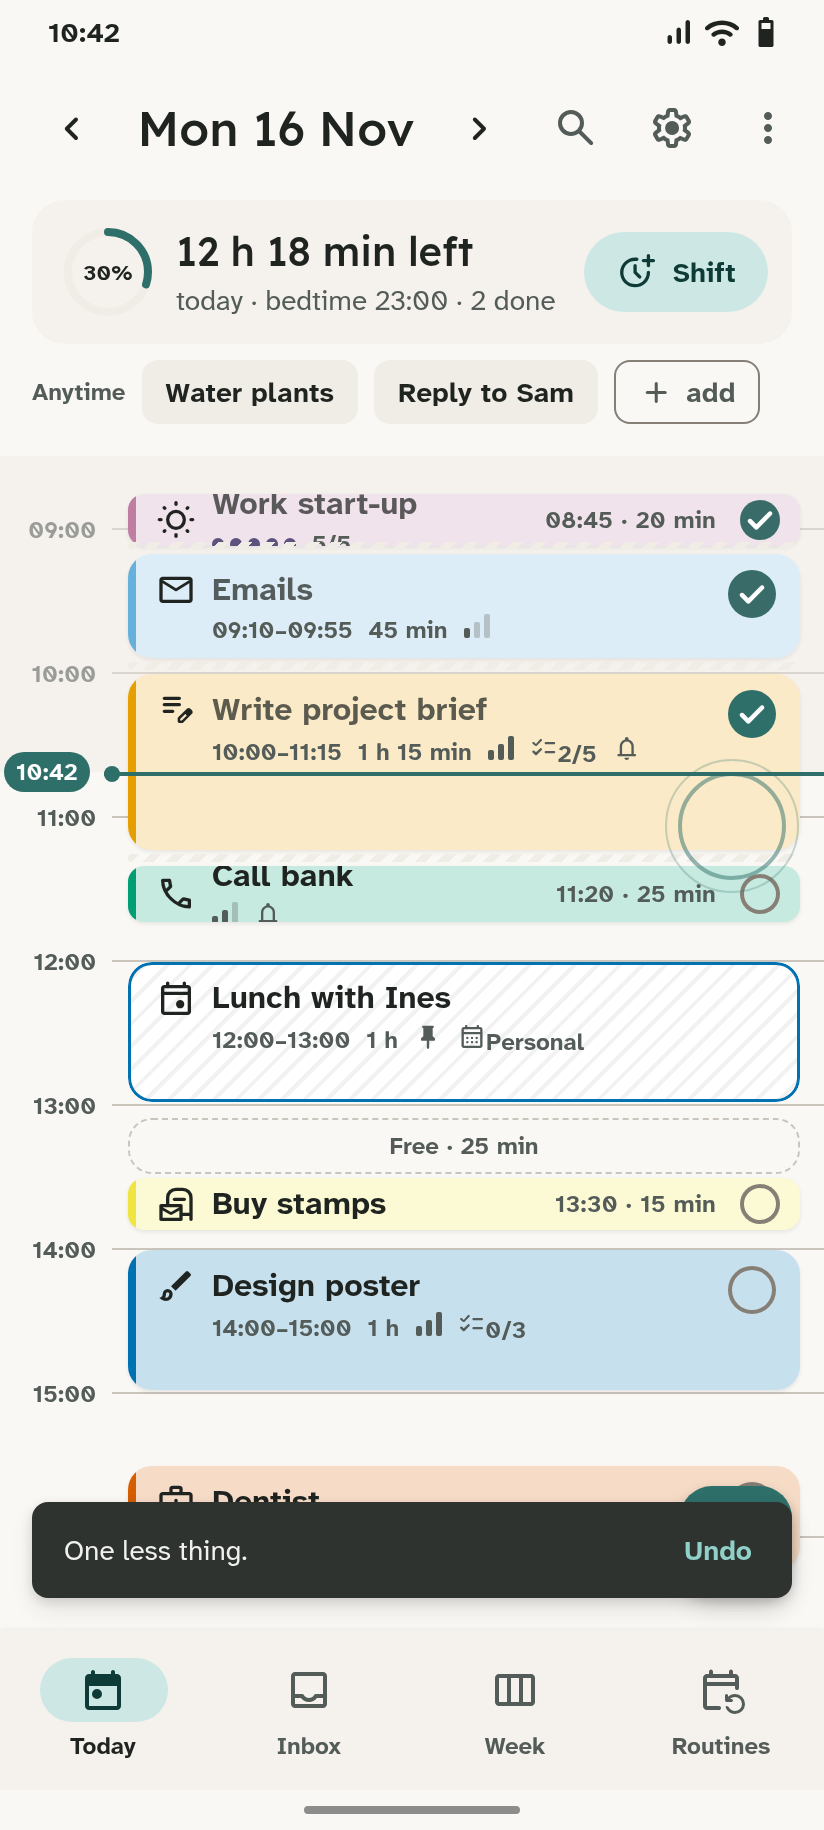 10:42
Mon 16 Nov
30%
12 h 18 min left
today · bedtime 23:00 · 2 done
Shift
Anytime
Water plants
Reply to Sam
add
09:00
Work start-up
5/5
08:45 · 20 min
Emails
09:10–09:55 45 min
10:00
Write project brief
10:00–11:15 1 h 15 min 2/5
10:42
11:00
Call bank
11:20 · 25 min
12:00
Lunch with Ines
12:00–13:00 1 h Personal
13:00
Free · 25 min
Buy stamps
13:30 · 15 min
14:00
Design poster
14:00–15:00 1 h 0/3
15:00
Dentist
One less thing.
Undo
Today
Inbox
Week
Routines